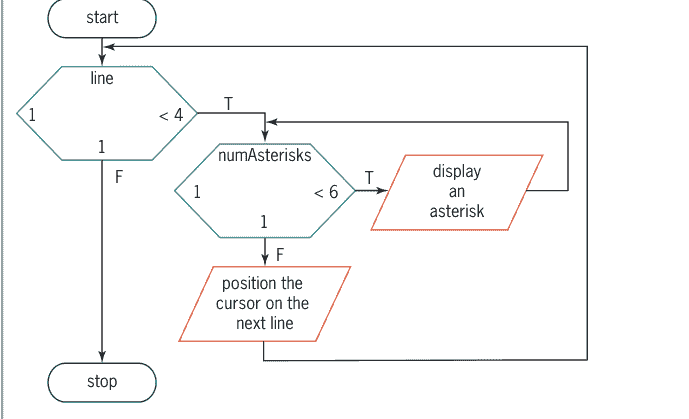 start
line
1
< 4
1
T
F
numAsterisks
1
< 6
1
T
F
display
an
asterisk
position the
cursor on the
next line
stop